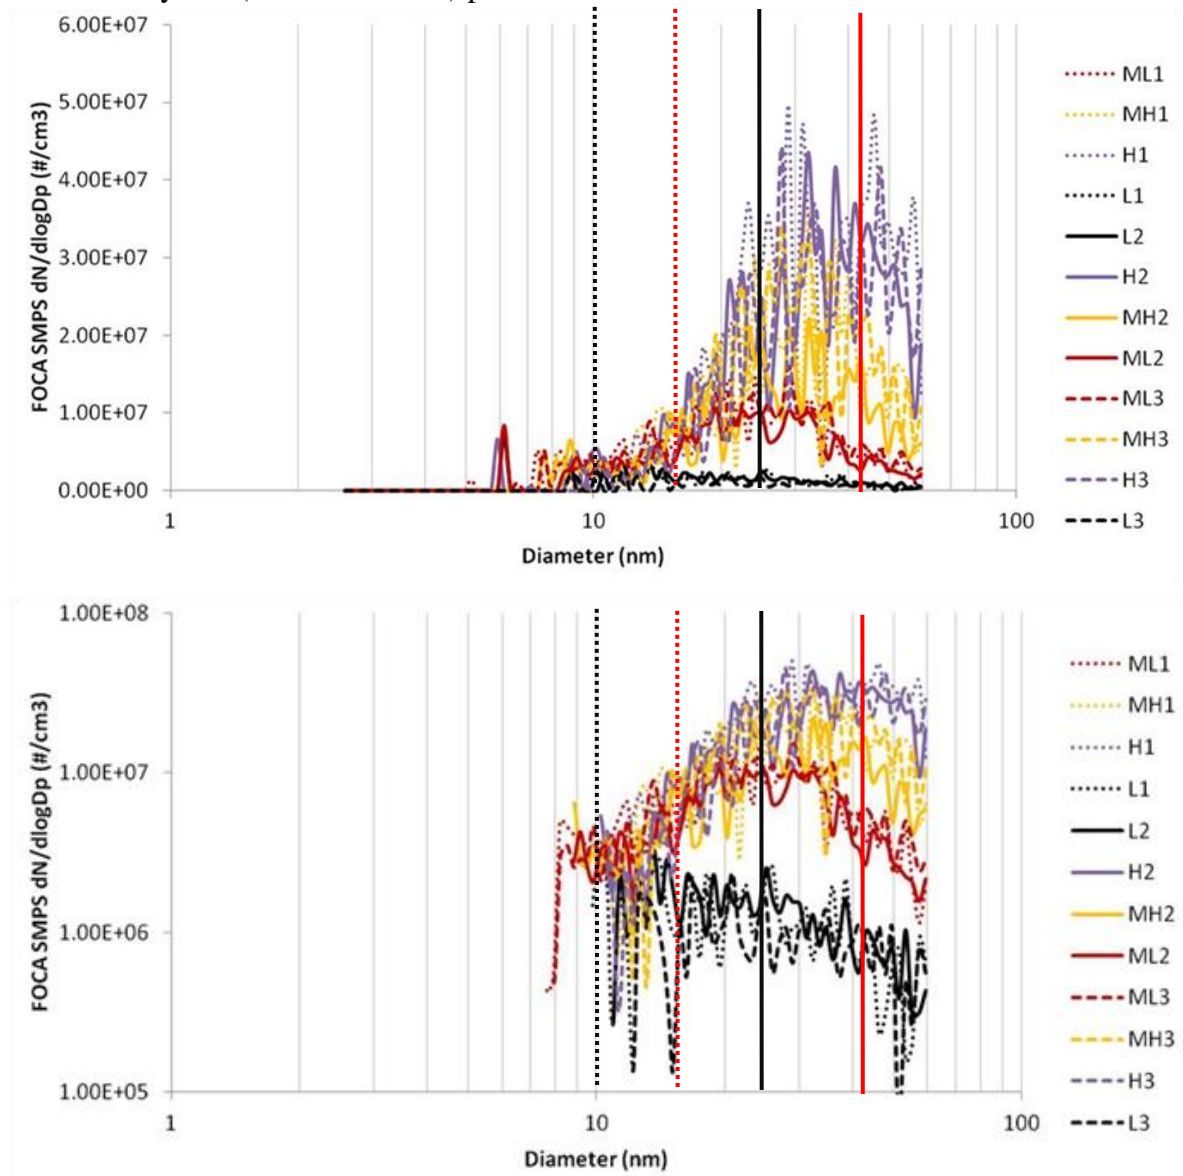 6.00E+07
5.00E+07
4.00E+07
3.00E+07
2.00E+07
1.00E+07
0.00E+00
FOCA SMPS dN/dlogDp (#/cm3)
1 10 100
Diameter (nm)
ML1
MH1
H1
L1
L2
H2
MH2
ML2
ML3
MH3
H3
L3
1.00E+08
1.00E+07
1.00E+06
1.00E+05
FOCA SMPS dN/dlogDp (#/cm3)
1 10 100
Diameter (nm)
ML1
MH1
H1
L1
L2
H2
MH2
ML2
ML3
MH3
H3
L3